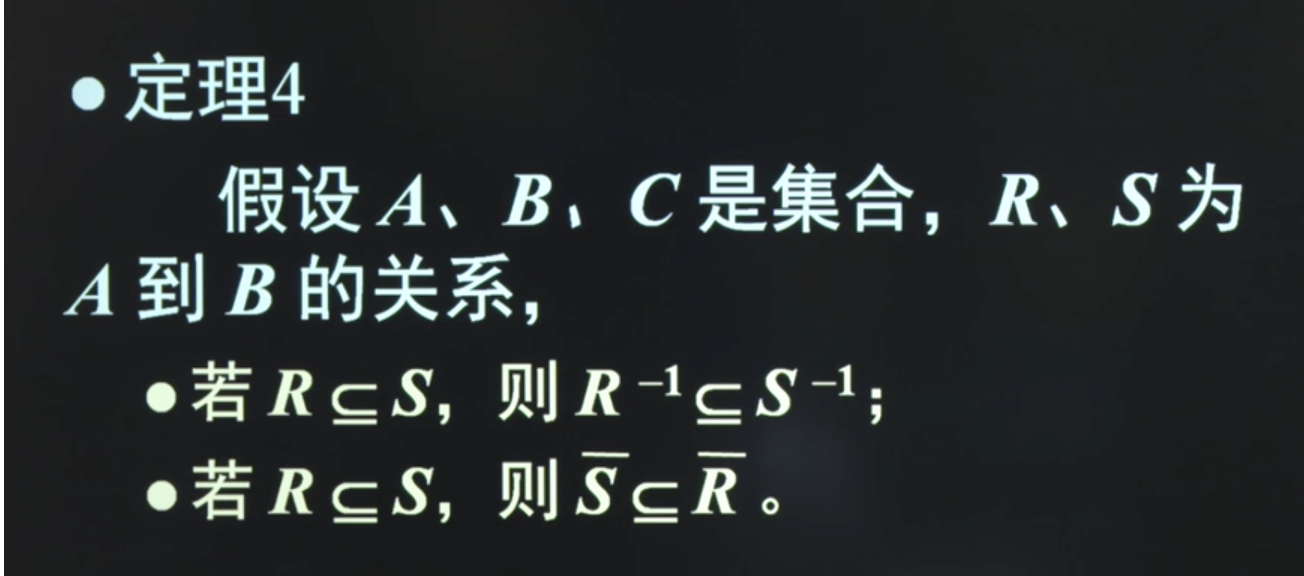 ● 定理4
假设 A、B、C 是集合，R、S 为
A 到 B 的关系，
● 若 R ⊆ S，则 R⁻¹ ⊆ S⁻¹；
● 若 R ⊆ S，则 S̅ ⊆ R̅ 。